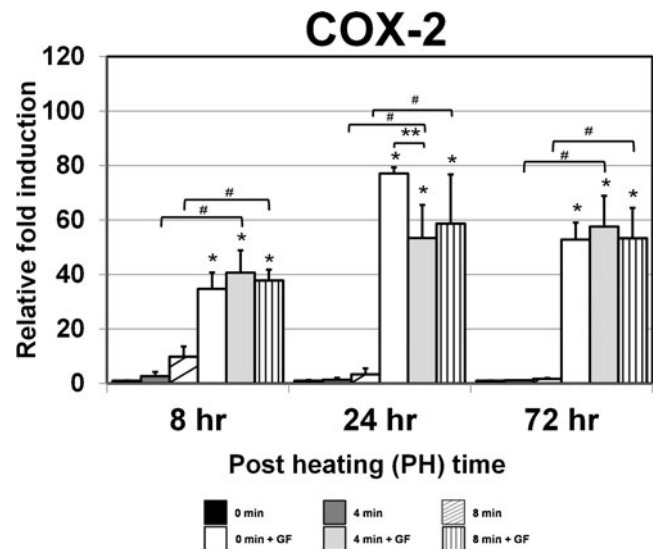 COX-2
Relative fold induction
120
100
80
60
40
20
0
# # ** * * *
# # * * *
# # * * *
8 hr 24 hr 72 hr
Post heating (PH) time
0 min 4 min 8 min
0 min + GF 4 min + GF 8 min + GF